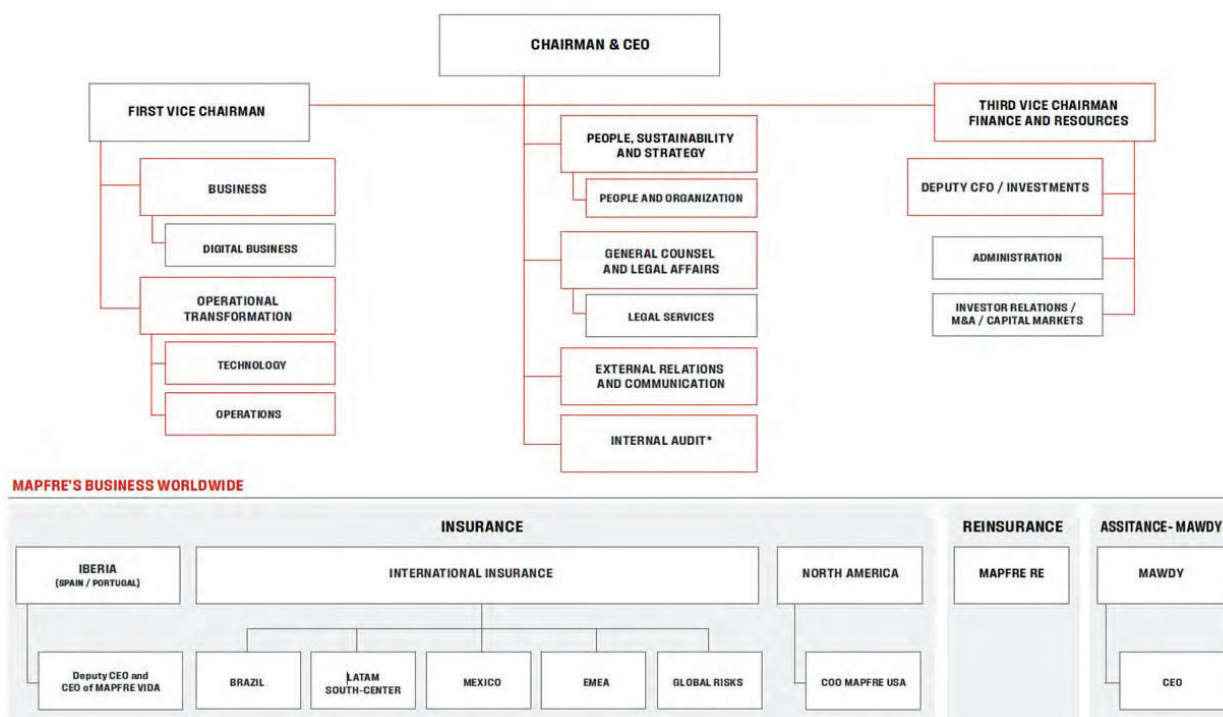 CHAIRMAN & CEO
FIRST VICE CHAIRMAN
THIRD VICE CHAIRMAN
FINANCE AND RESOURCES
PEOPLE, SUSTAINABILITY
AND STRATEGY
PEOPLE AND ORGANIZATION
GENERAL COUNSEL
AND LEGAL AFFAIRS
LEGAL SERVICES
EXTERNAL RELATIONS
AND COMMUNICATION
INTERNAL AUDIT*
BUSINESS
DIGITAL BUSINESS
OPERATIONAL
TRANSFORMATION
TECHNOLOGY
OPERATIONS
DEPUTY CFO / INVESTMENTS
ADMINISTRATION
INVESTOR RELATIONS /
M&A / CAPITAL MARKETS
MAPFRE'S BUSINESS WORLDWIDE
INSURANCE
REINSURANCE
ASSITANCE- MAWDY
IBERIA
(SPAIN / PORTUGAL)
INTERNATIONAL INSURANCE
NORTH AMERICA
MAPFRE RE
MAWDY
Deputy CEO and
CEO of MAPFRE VIDA
BRAZIL
LATAM
SOUTH-CENTER
MEXICO
EMEA
GLOBAL RISKS
COO MAPFRE USA
CEO